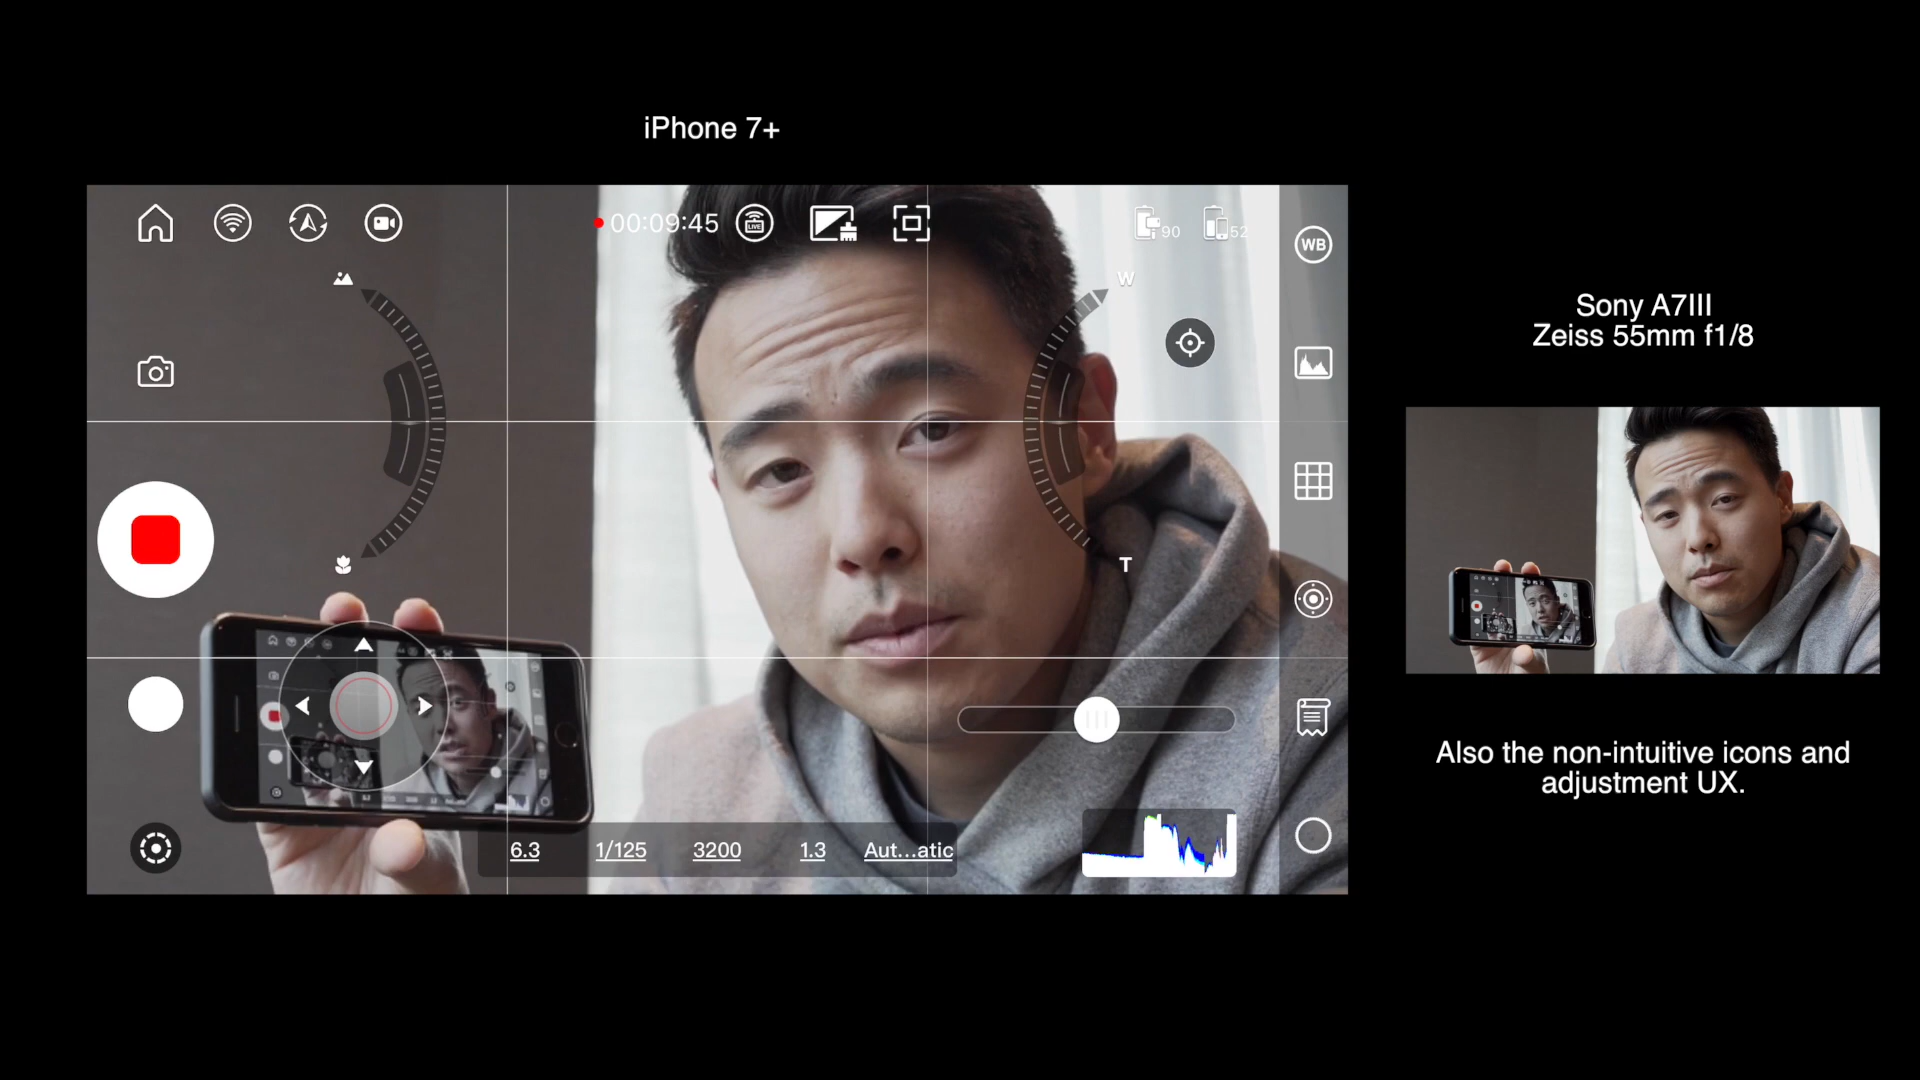 iPhone 7+
00:09:45
LIVE
90
52
W
WB
T
6.3 1/125 3200 1.3 Aut...atic
Sony A7III
Zeiss 55mm f1/8
Also the non-intuitive icons and
adjustment UX.